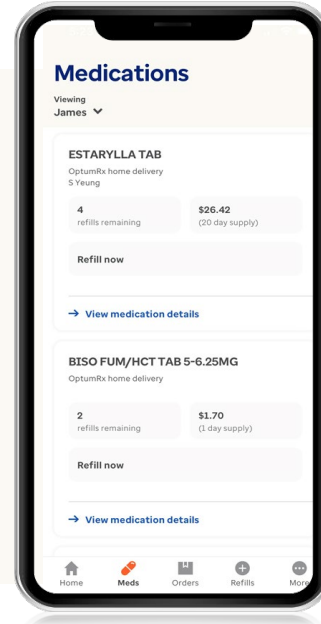 Medications
Viewing
James
ESTARYLLA TAB
OptumRx home delivery
S Yeung
4
refills remaining
$26.42
(20 day supply)
Refill now
→ View medication details
BISO FUM/HCT TAB 5-6.25MG
OptumRx home delivery
2
refills remaining
$1.70
(1 day supply)
Refill now
→ View medication details
Home Meds Orders Refills More